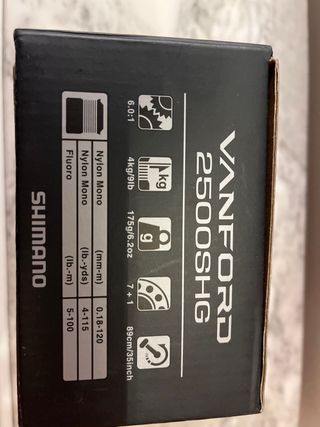 VANFORD
2500SHG
6.0:1
4kg/9lb
175g/6.2oz
7 + 1
89cm/35inch
kg
g
Nylon Mono (mm-m) 0.18-120
Nylon Mono (lb.-yds) 4-115
Fluoro (lb.-m) 5-100
SHIMANO